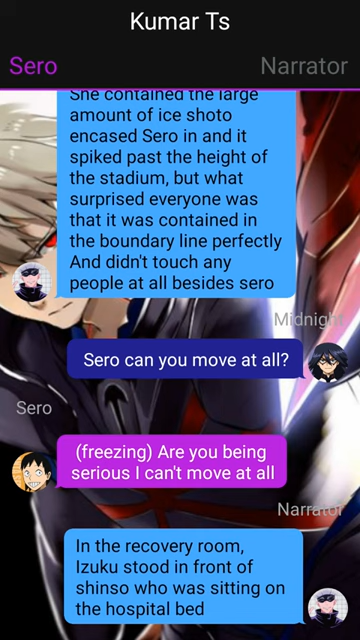 Kumar Ts
Sero
Narrator
She contained the large
amount of ice shoto
encased Sero in and it
spiked past the height of
the stadium, but what
surprised everyone was
that it was contained in
the boundary line perfectly
And didn't touch any
people at all besides sero
Midnight
Sero can you move at all?
Sero
(freezing) Are you being
serious I can't move at all
Narrator
In the recovery room,
Izuku stood in front of
shinso who was sitting on
the hospital bed